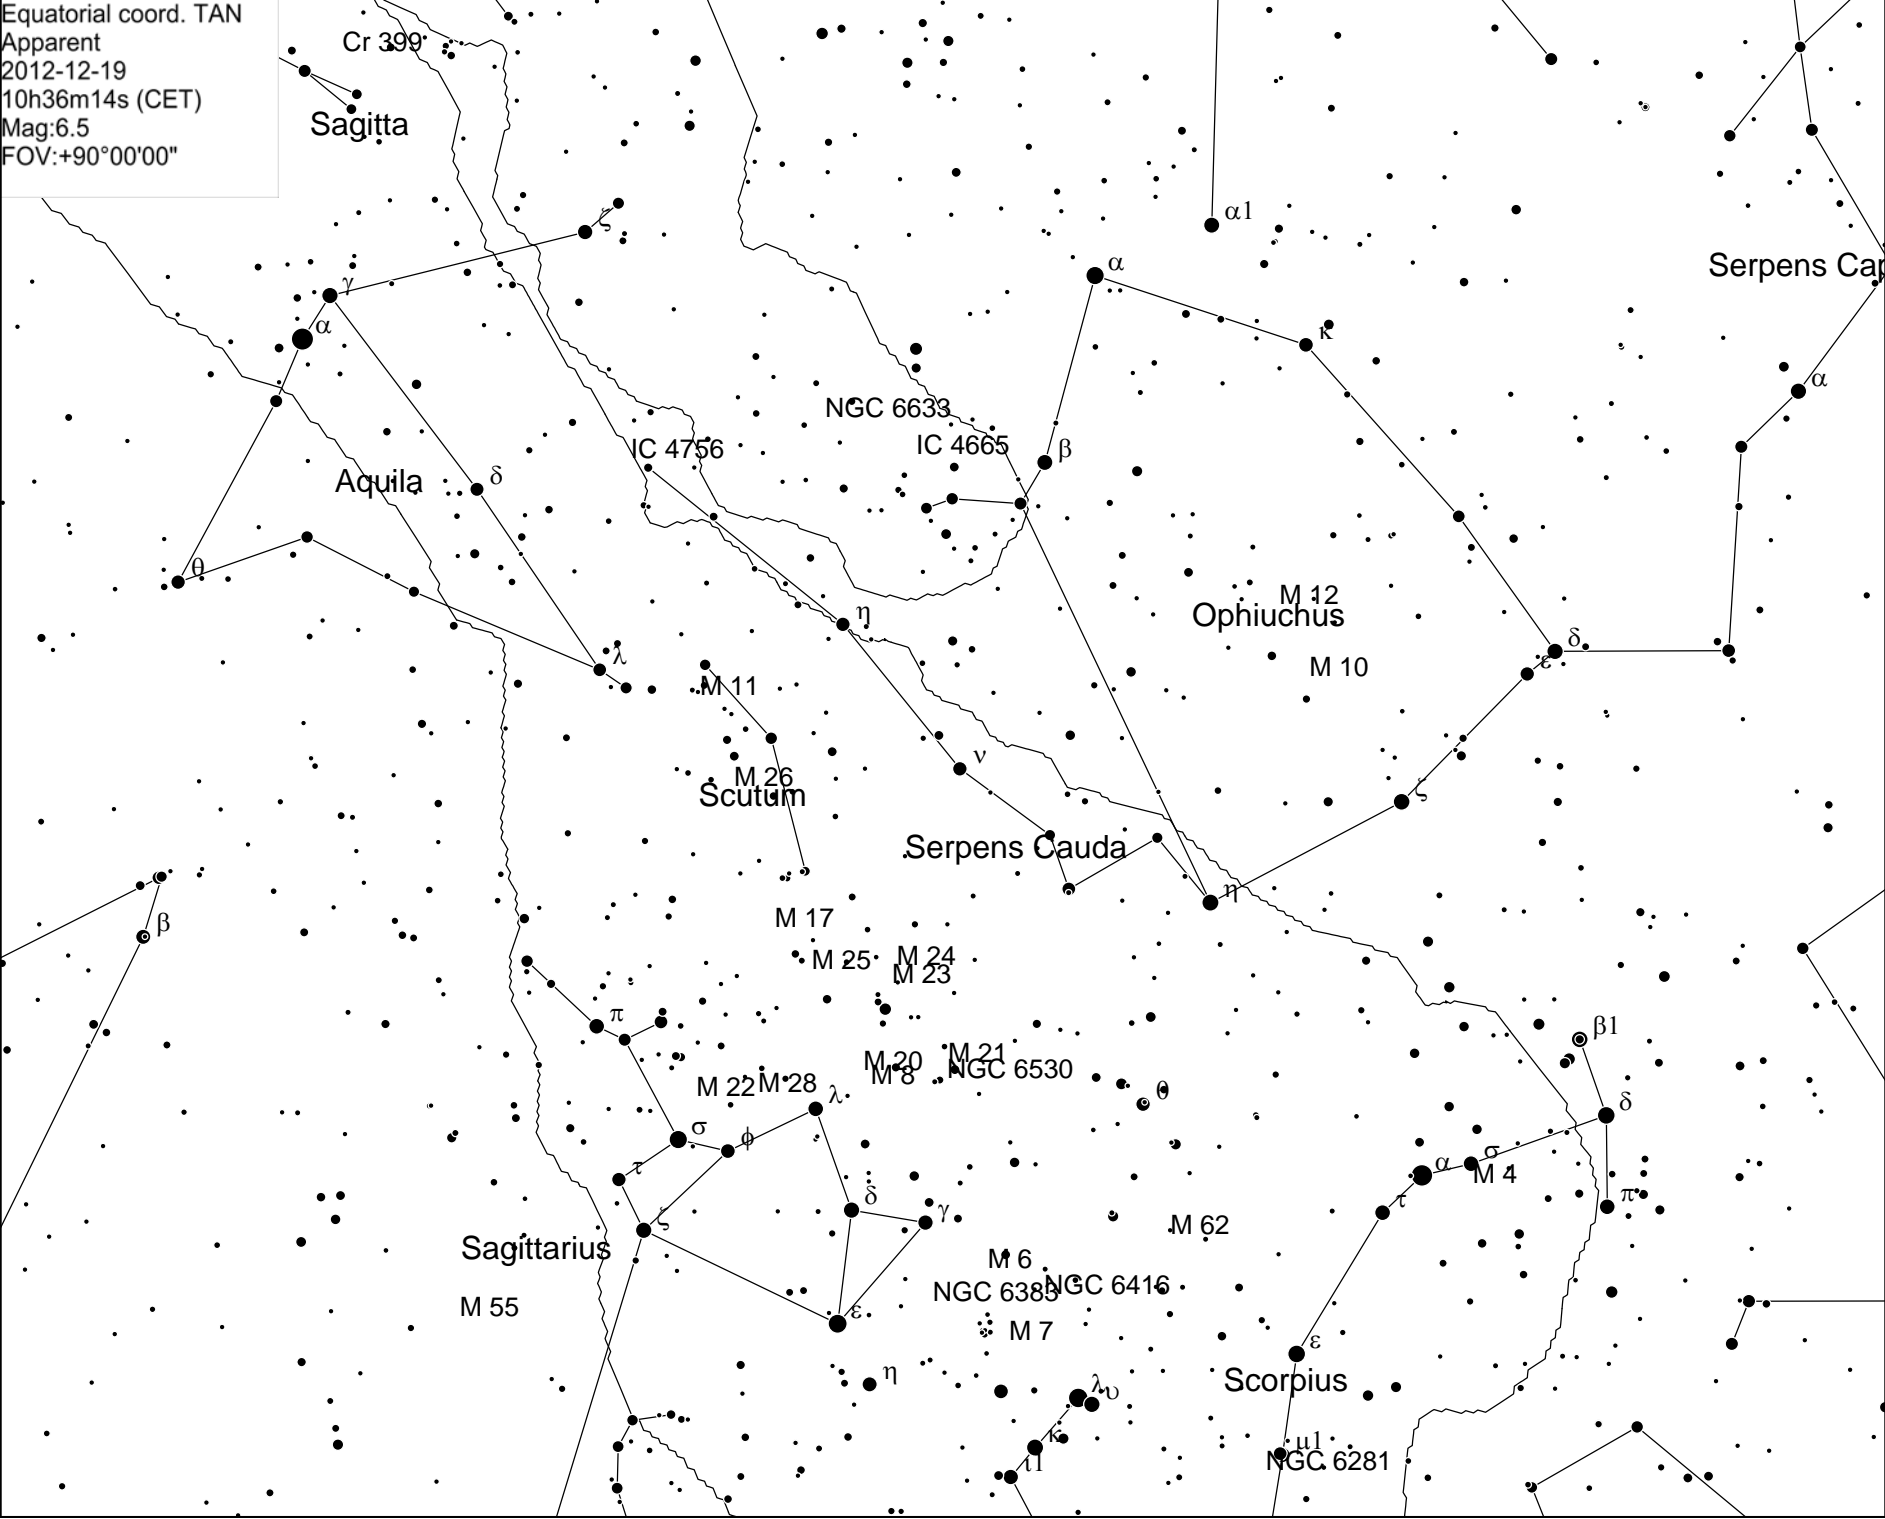 Equatorial coord. TAN
Apparent
2012-12-19
10h36m14s (CET)
Mag:6.5
FOV:+90°00'00"
Cr 399
Sagitta
ζ
α1
γ
α
Serpens Cap
α
κ
α
NGC 6633
IC 4665
β
IC 4756
Aquila
δ
θ
M 12
Ophiuchus
η
δ
ε
λ
M 10
M 11
ν
M 26
Scutum
ζ
Serpens Cauda
η
β
M 17
M 25
M 24
M 23
π
β1
M 21
M 20
NGC 6530
M 8
M 22
M 28
λ
θ
δ
σ
φ
σ
α
M 4
τ
π
τ
δ
γ
ζ
M 62
Sagittarius
M 6
NGC 6383
NGC 6416
M 55
ε
M 7
ε
η
Scorpius
λ
υ
κ
μ1
ι1
NGC 6281